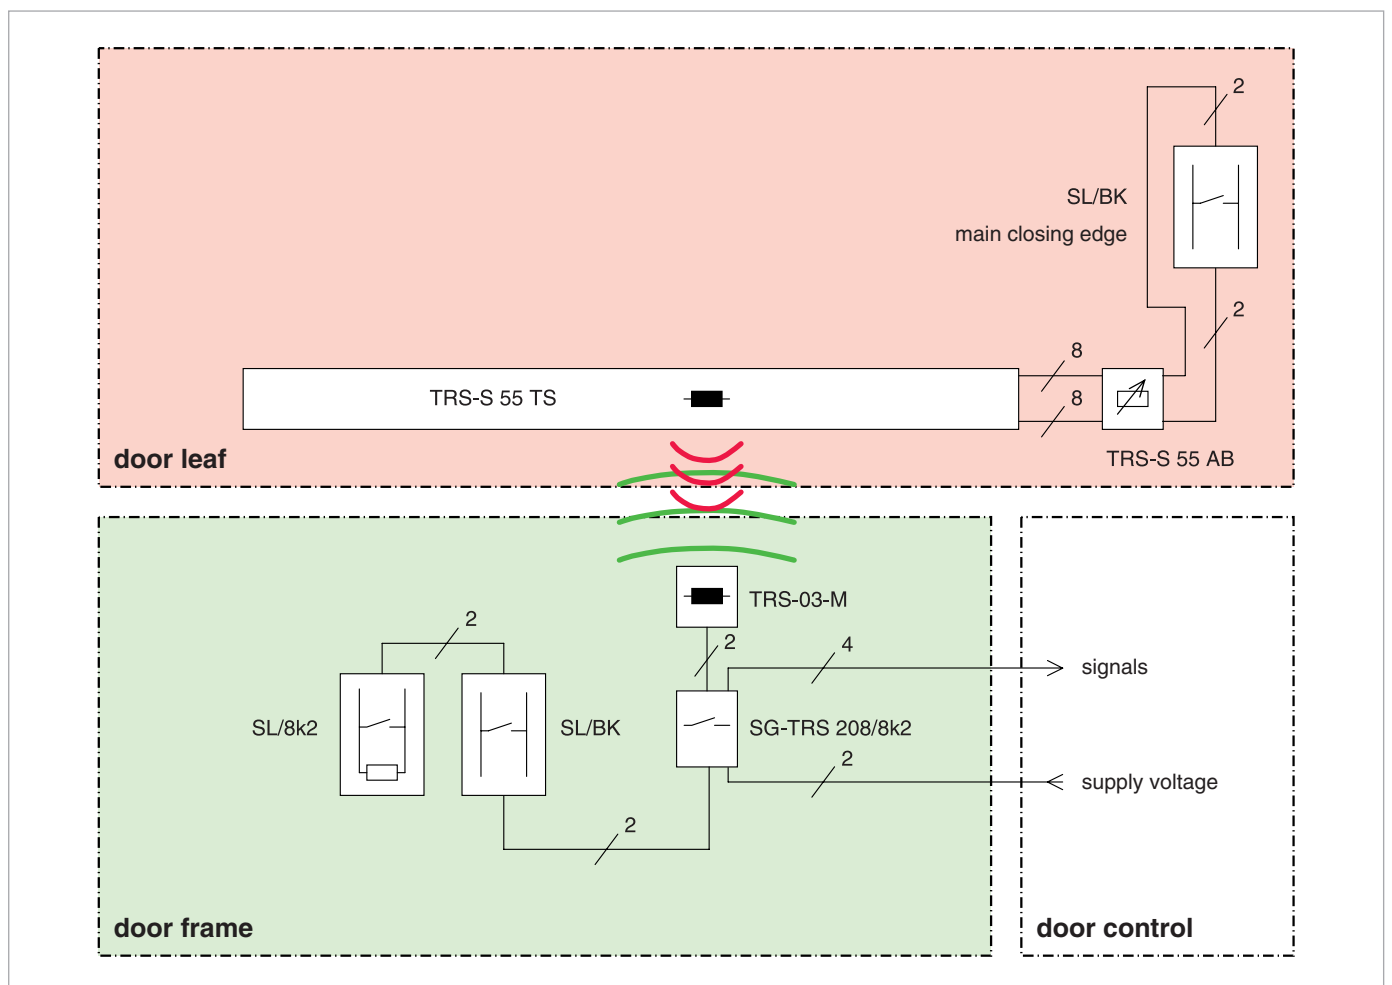 2
SL/BK
main closing edge
2
8
TRS-S 55 TS
8
door leaf
TRS-S 55 AB
TRS-03-M
2
2
4
signals
SL/8k2
SL/BK
SG-TRS 208/8k2
2
supply voltage
2
door frame
door control